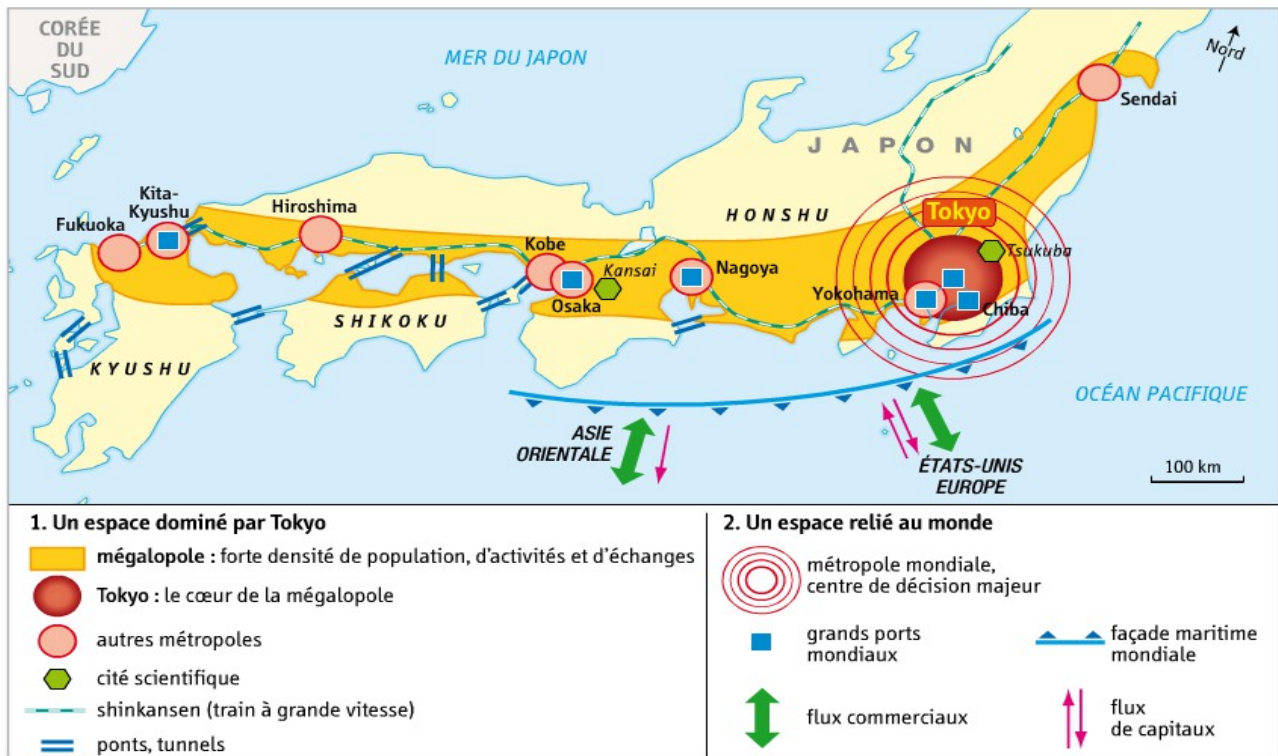 CORÉE
DU
SUD
MER DU JAPON
Nord
Sendai
JAPON
Kita-
Kyushu
Fukuoka
Hiroshima
HONSHU
Tokyo
Tsukuba
Kobe
Kansai
Nagoya
Osaka
Yokohama
Chiba
SHIKOKU
KYUSHU
OCÉAN PACIFIQUE
ASIE
ORIENTALE
ÉTATS-UNIS
EUROPE
100 km
1. Un espace dominé par Tokyo
mégalopole : forte densité de population, d'activités et d'échanges
Tokyo : le cœur de la mégalopole
autres métropoles
cité scientifique
shinkansen (train à grande vitesse)
ponts, tunnels
2. Un espace relié au monde
métropole mondiale,
centre de décision majeur
grands ports
mondiaux
façade maritime
mondiale
flux commerciaux
flux
de capitaux